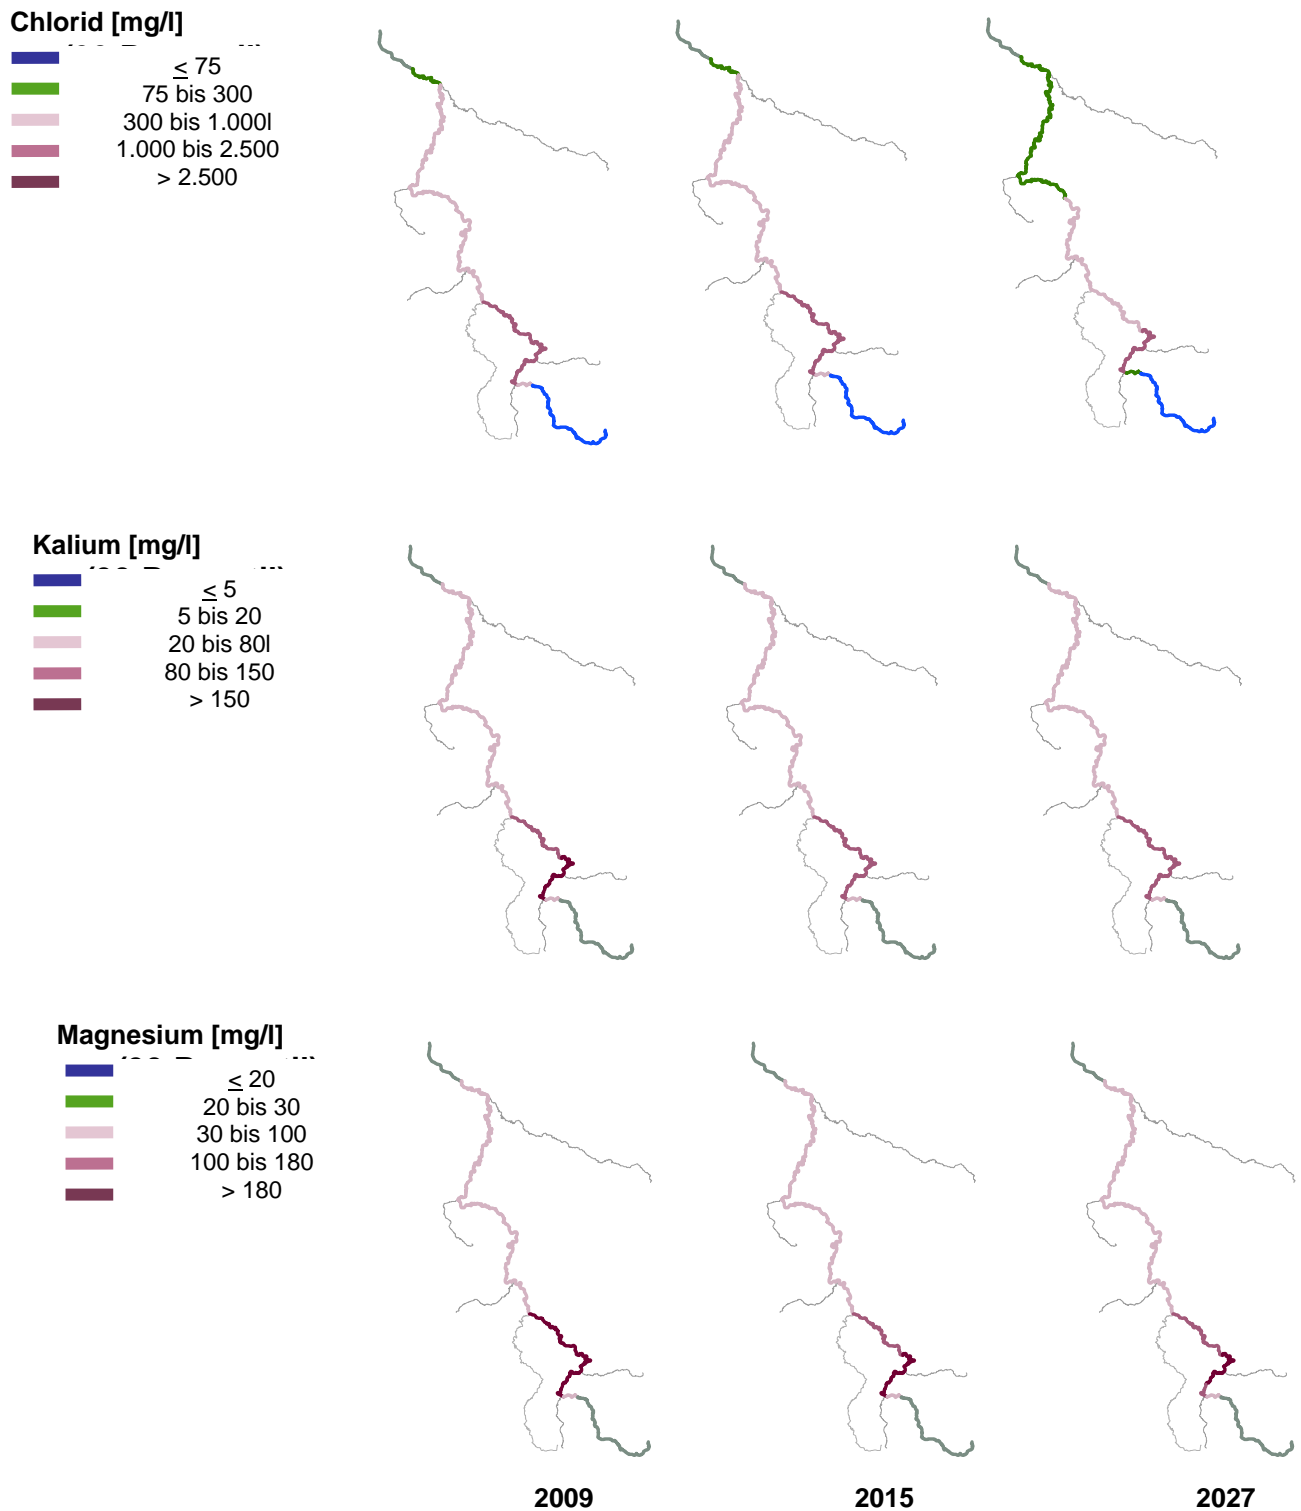 Chlorid [mg/l]
≤ 75
75 bis 300
300 bis 1.000l
1.000 bis 2.500
> 2.500
Kalium [mg/l]
≤ 5
5 bis 20
20 bis 80l
80 bis 150
> 150
Magnesium [mg/l]
≤ 20
20 bis 30
30 bis 100
100 bis 180
> 180
2009 2015 2027